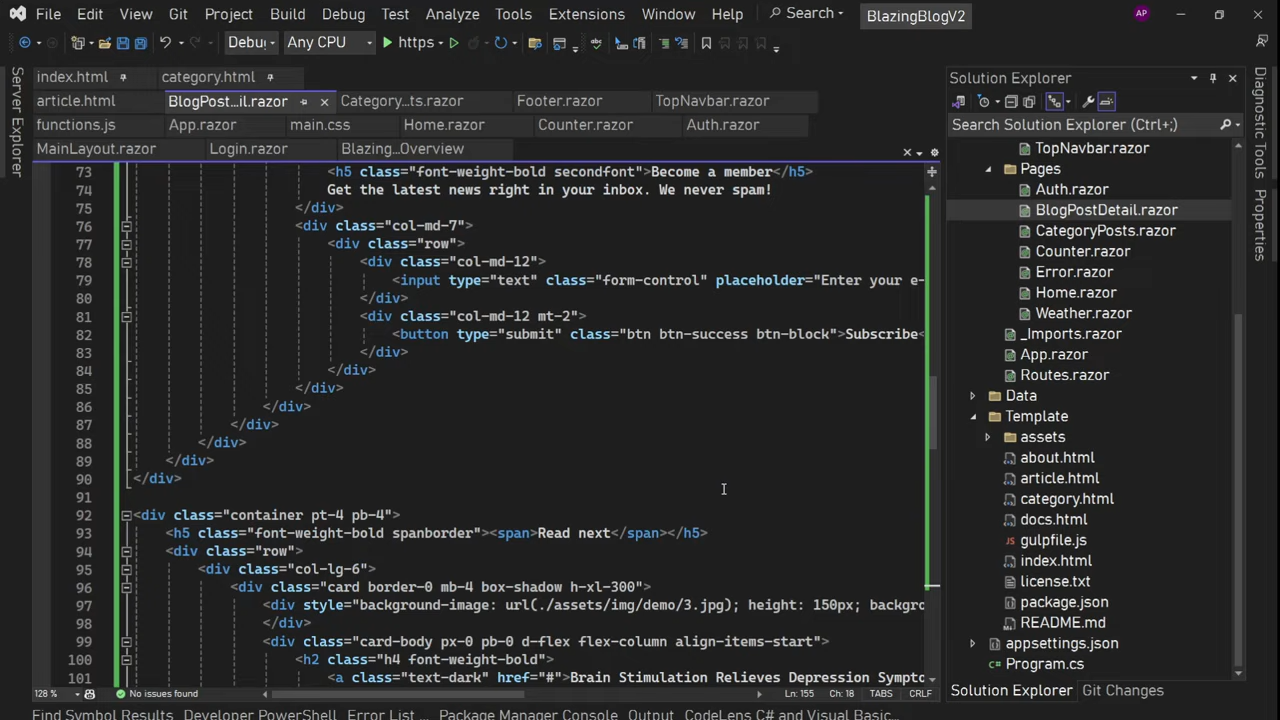 File Edit View Git Project Build Debug Test Analyze Tools Extensions Window Help Search BlazingBlogV2 AP
Debu Any CPU https
index.html category.html
article.html BlogPost...il.razor Category...ts.razor Footer.razor TopNavbar.razor
functions.js App.razor main.css Home.razor Counter.razor Auth.razor
MainLayout.razor Login.razor Blazing...Overview
Server Explorer
73 <h5 class="font-weight-bold secondfont">Become a member</h5>
74 Get the latest news right in your inbox. We never spam!
75 </div>
76 <div class="col-md-7">
77 <div class="row">
78 <div class="col-md-12">
79 <input type="text" class="form-control" placeholder="Enter your e-
80 </div>
81 <div class="col-md-12 mt-2">
82 <button type="submit" class="btn btn-success btn-block">Subscribe<
83 </div>
84 </div>
85 </div>
86 </div>
87 </div>
88 </div>
89 </div>
90 </div>
91
92 <div class="container pt-4 pb-4">
93 <h5 class="font-weight-bold spanborder"><span>Read next</span></h5>
94 <div class="row">
95 <div class="col-lg-6">
96 <div class="card border-0 mb-4 box-shadow h-xl-300">
97 <div style="background-image: url(./assets/img/demo/3.jpg); height: 150px; backgro
98 </div>
99 <div class="card-body px-0 pb-0 d-flex flex-column align-items-start">
100 <h2 class="h4 font-weight-bold">
101 <a class="text-dark" href="#">Brain Stimulation Relieves Depression Sympto
128 % No issues found Ln: 155 Ch: 18 TABS CRLF
Find Symbol Results Developer PowerShell Error List ... Package Manager Console Output CodeLens C# and Visual Basic...
Solution Explorer
Search Solution Explorer (Ctrl+;)
TopNavbar.razor
Pages
Auth.razor
BlogPostDetail.razor
CategoryPosts.razor
Counter.razor
Error.razor
Home.razor
Weather.razor
_Imports.razor
App.razor
Routes.razor
Data
Template
assets
about.html
article.html
category.html
docs.html
gulpfile.js
index.html
license.txt
package.json
README.md
appsettings.json
Program.cs
Solution Explorer Git Changes
Diagnostic Tools
Properties